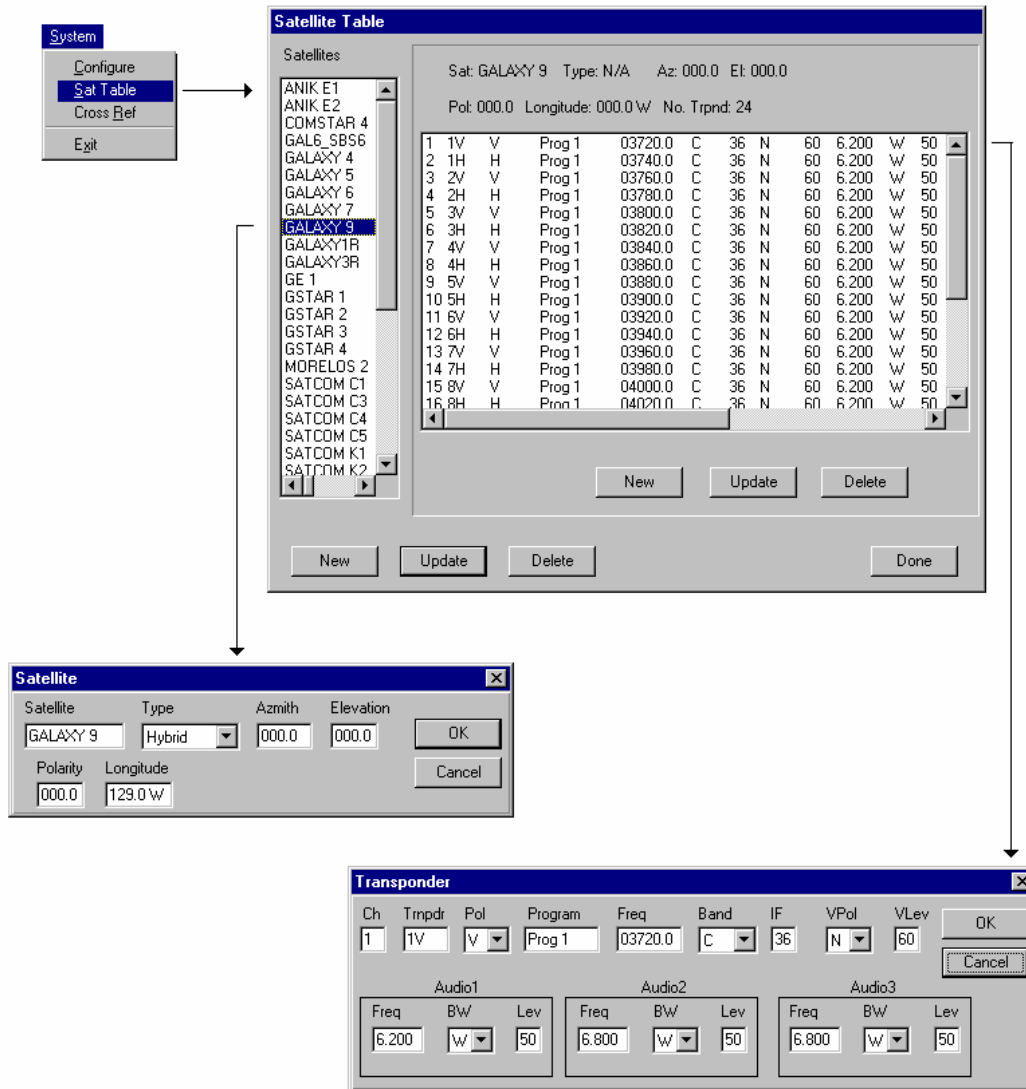 System
Configure
Sat Table
Cross Ref
Exit
Satellite Table
Satellites
ANIK E1
ANIK E2
COMSTAR 4
GAL6_SBS6
GALAXY 4
GALAXY 5
GALAXY 6
GALAXY 7
GALAXY 9
GALAXY1R
GALAXY3R
GE 1
GSTAR 1
GSTAR 2
GSTAR 3
GSTAR 4
MORELOS 2
SATCOM C1
SATCOM C3
SATCOM C4
SATCOM C5
SATCOM K1
SATCOM K2
Sat: GALAXY 9 Type: N/A Az: 000.0 El: 000.0
Pol: 000.0 Longitude: 000.0 W No. Trpnd: 24
1 1V V Prog 1 03720.0 C 36 N 60 6.200 W 50
2 1H H Prog 1 03740.0 C 36 N 60 6.200 W 50
3 2V V Prog 1 03760.0 C 36 N 60 6.200 W 50
4 2H H Prog 1 03780.0 C 36 N 60 6.200 W 50
5 3V V Prog 1 03800.0 C 36 N 60 6.200 W 50
6 3H H Prog 1 03820.0 C 36 N 60 6.200 W 50
7 4V V Prog 1 03840.0 C 36 N 60 6.200 W 50
8 4H H Prog 1 03860.0 C 36 N 60 6.200 W 50
9 5V V Prog 1 03880.0 C 36 N 60 6.200 W 50
10 5H H Prog 1 03900.0 C 36 N 60 6.200 W 50
11 6V V Prog 1 03920.0 C 36 N 60 6.200 W 50
12 6H H Prog 1 03940.0 C 36 N 60 6.200 W 50
13 7V V Prog 1 03960.0 C 36 N 60 6.200 W 50
14 7H H Prog 1 03980.0 C 36 N 60 6.200 W 50
15 8V V Prog 1 04000.0 C 36 N 60 6.200 W 50
16 8H H Prog 1 04020.0 C 36 N 60 6.200 W 50
New Update Delete
New Update Delete Done
Satellite
Satellite Type Azmith Elevation
GALAXY 9 Hybrid 000.0 000.0 OK
Polarity Longitude Cancel
000.0 129.0 W
Transponder
Ch Trnpdr Pol Program Freq Band IF VPol VLev OK
1 1V V Prog 1 03720.0 C 36 N 60
Cancel
Audio1 Audio2 Audio3
Freq BW Lev Freq BW Lev Freq BW Lev
6.200 W 50 6.800 W 50 6.800 W 50